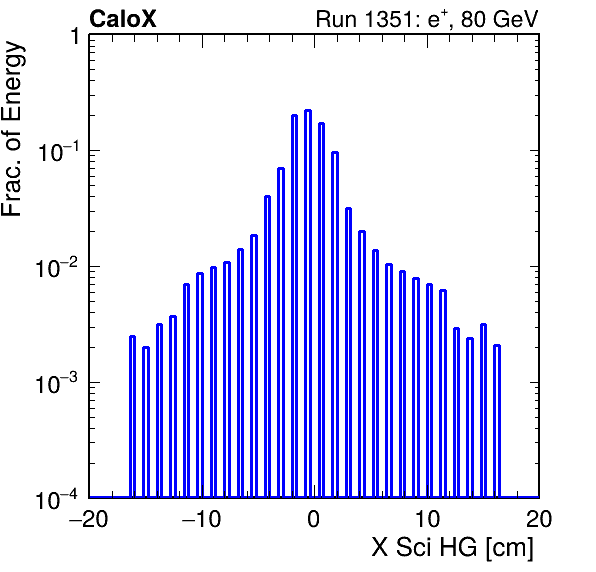 CaloX Run 1351: e⁺, 80 GeV
Frac. of Energy
1
10⁻¹
10⁻²
10⁻³
10⁻⁴
−20 −10 0 10 20
X Sci HG [cm]